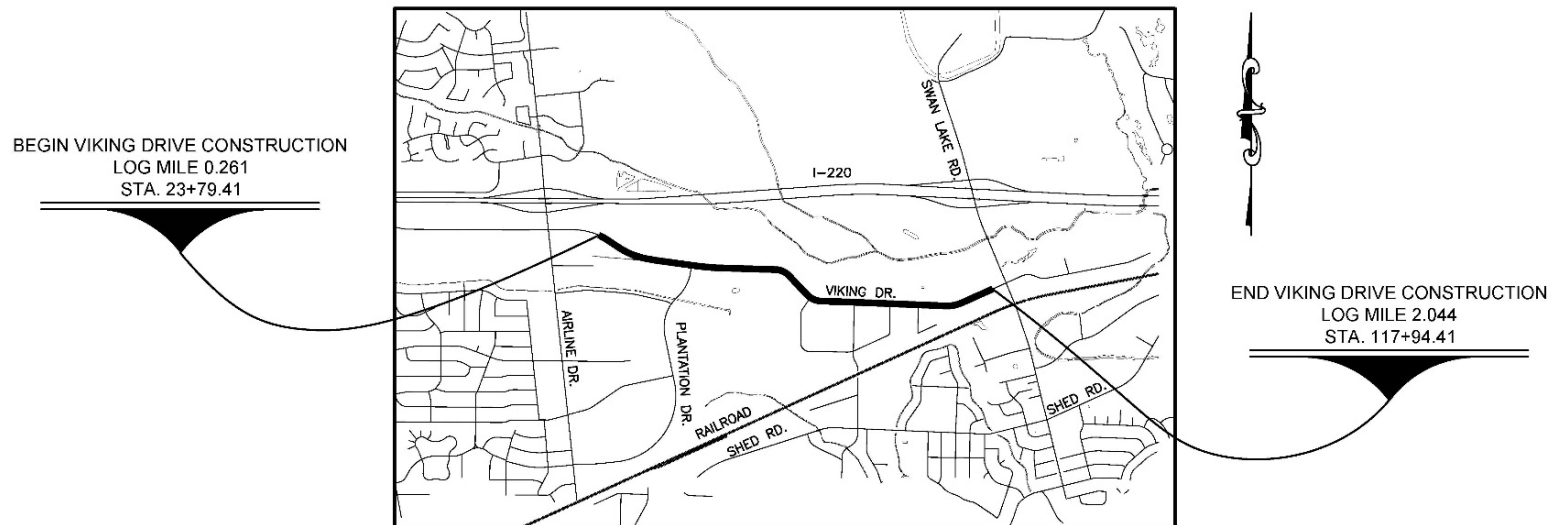 BEGIN VIKING DRIVE CONSTRUCTION
LOG MILE 0.261
STA. 23+79.41
I-220
SWAN LAKE RD.
VIKING DR.
AIRLINE DR.
PLANTATION DR.
RAILROAD
SHED RD.
SHED RD.
END VIKING DRIVE CONSTRUCTION
LOG MILE 2.044
STA. 117+94.41